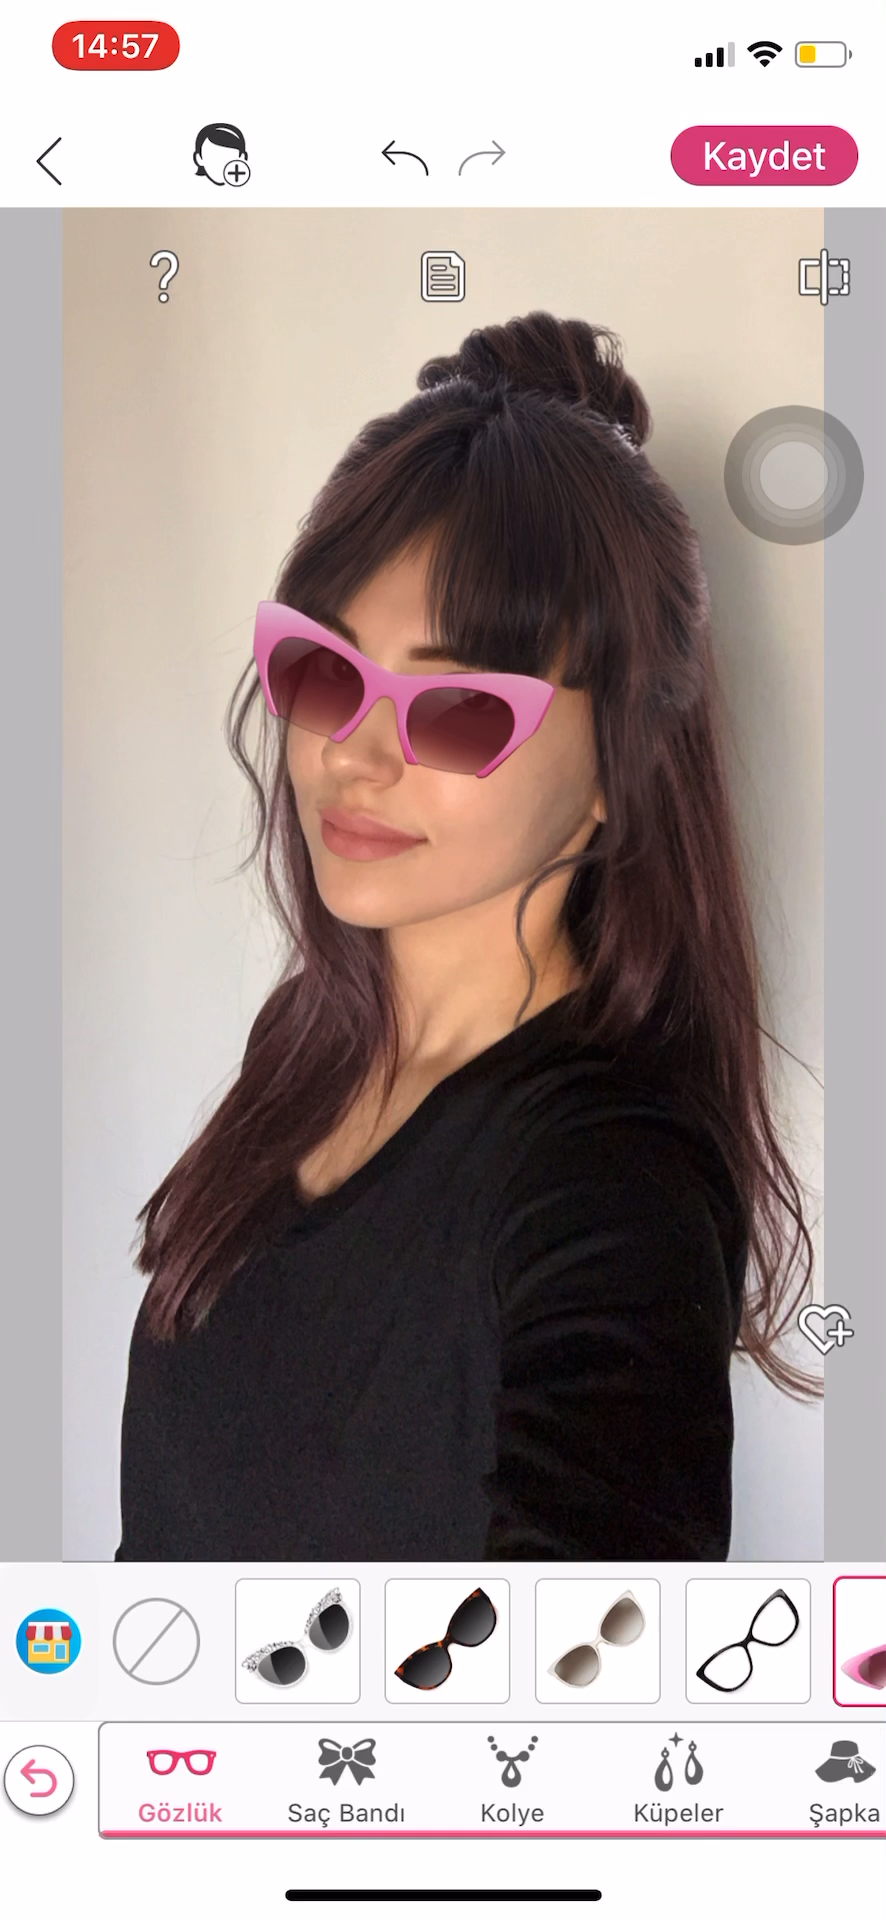 14:57
Kaydet
Gözlük
Saç Bandı
Kolye
Küpeler
Şapka